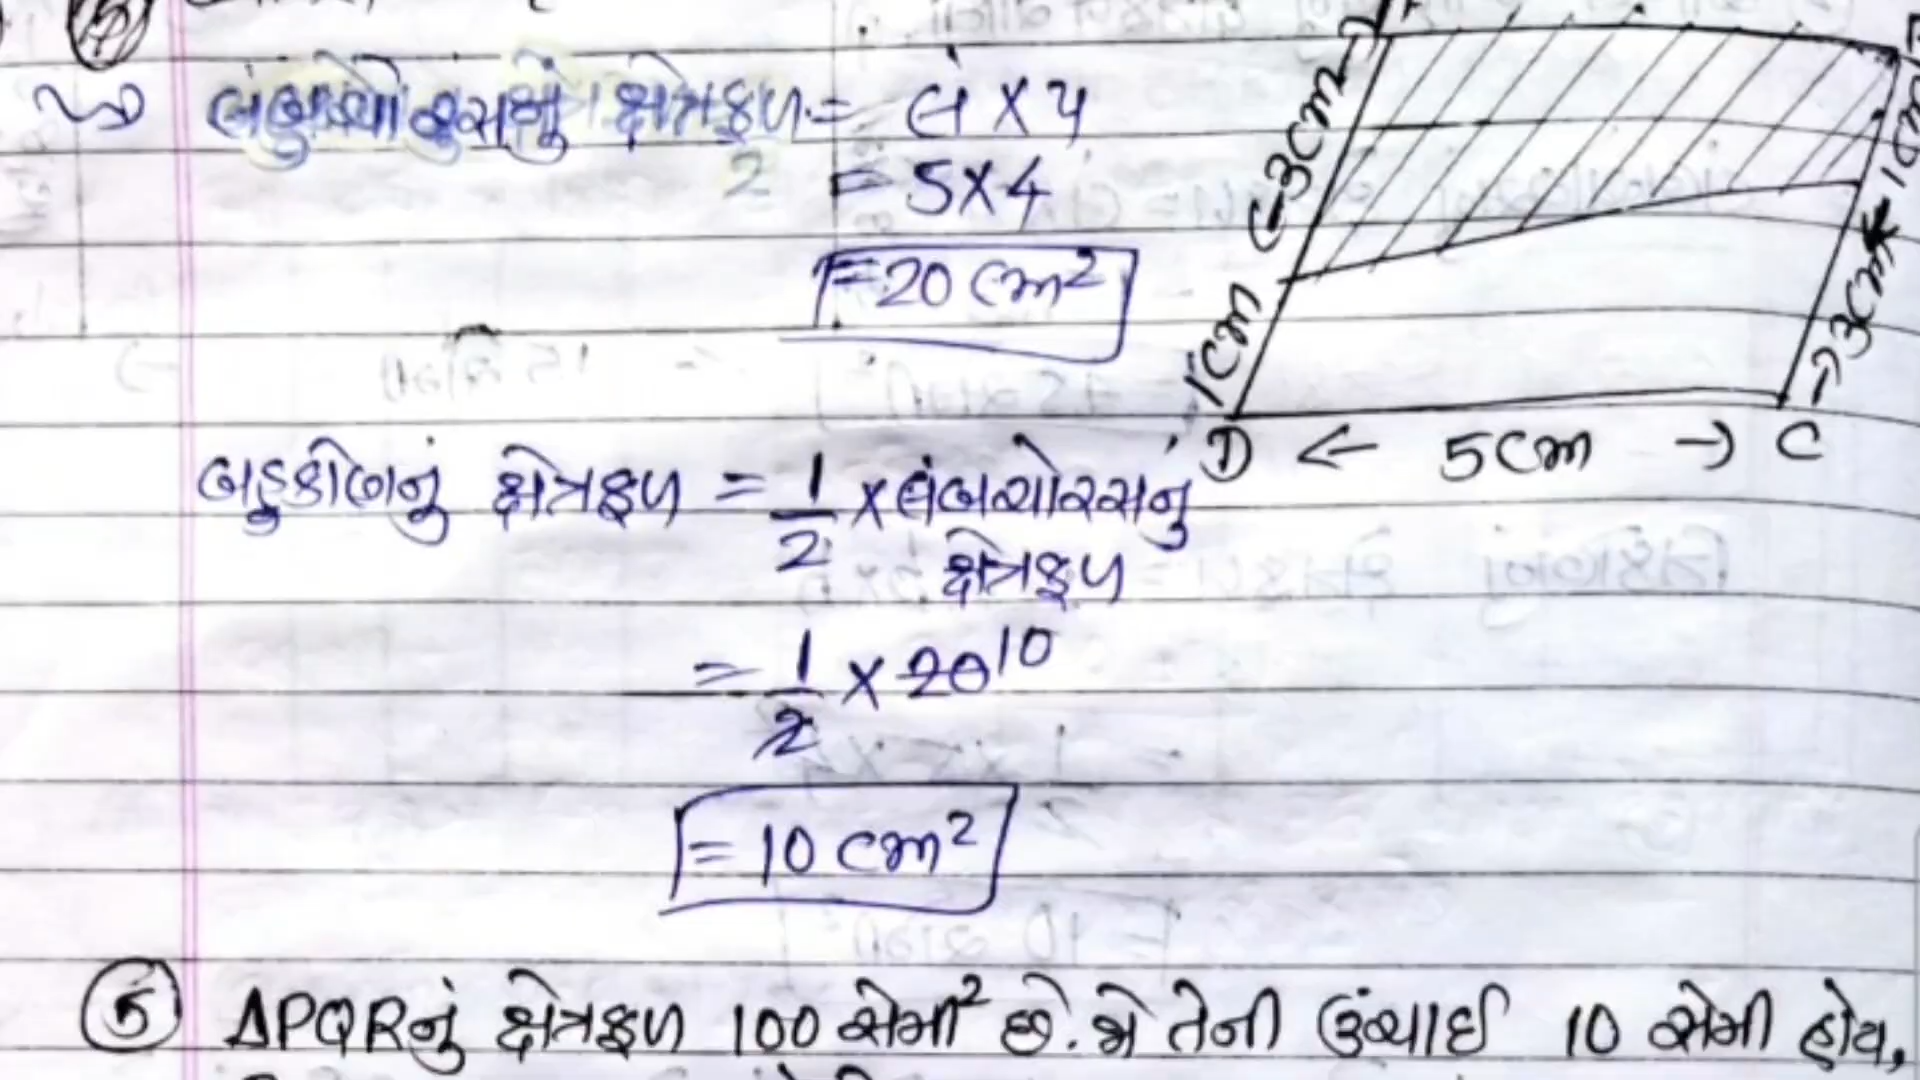 લંબચોરસનું ક્ષેત્રફળ = લં × પ
= 5 × 4
= 20 cm²
3cm
1cm
1cm
3cm
D ← 5cm → C
બહુકોણનું ક્ષેત્રફળ = 1/2 × લંબચોરસનું
ક્ષેત્રફળ
= 1/2 × 20 10
= 10 cm²
5 ΔPQRનું ક્ષેત્રફળ 100 સેમી² છે. જો તેની ઉંચાઈ 10 સેમી હોય,